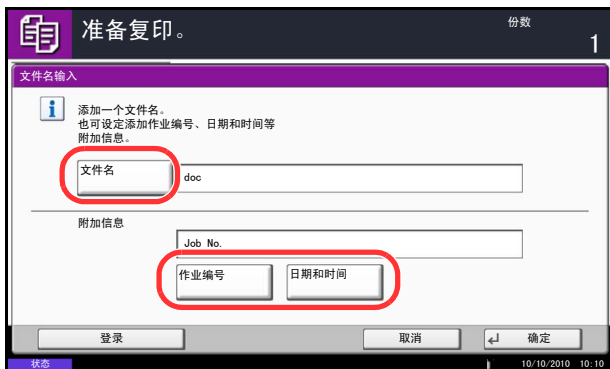 准备复印。
份数
1
文件名输入
添加一个文件名。
也可设定添加作业编号、日期和时间等
附加信息。
文件名
doc
附加信息
Job No.
作业编号
日期和时间
登录
取消
确定
状态
10/10/2010 10:10